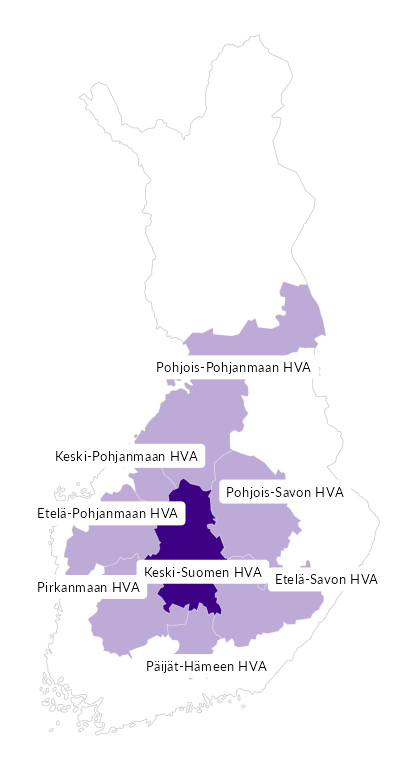 Pohjois-Pohjanmaan HVA
Keski-Pohjanmaan HVA
Pohjois-Savon HVA
Etelä-Pohjanmaan HVA
Keski-Suomen HVA
Etelä-Savon HVA
Pirkanmaan HVA
Päijät-Hämeen HVA